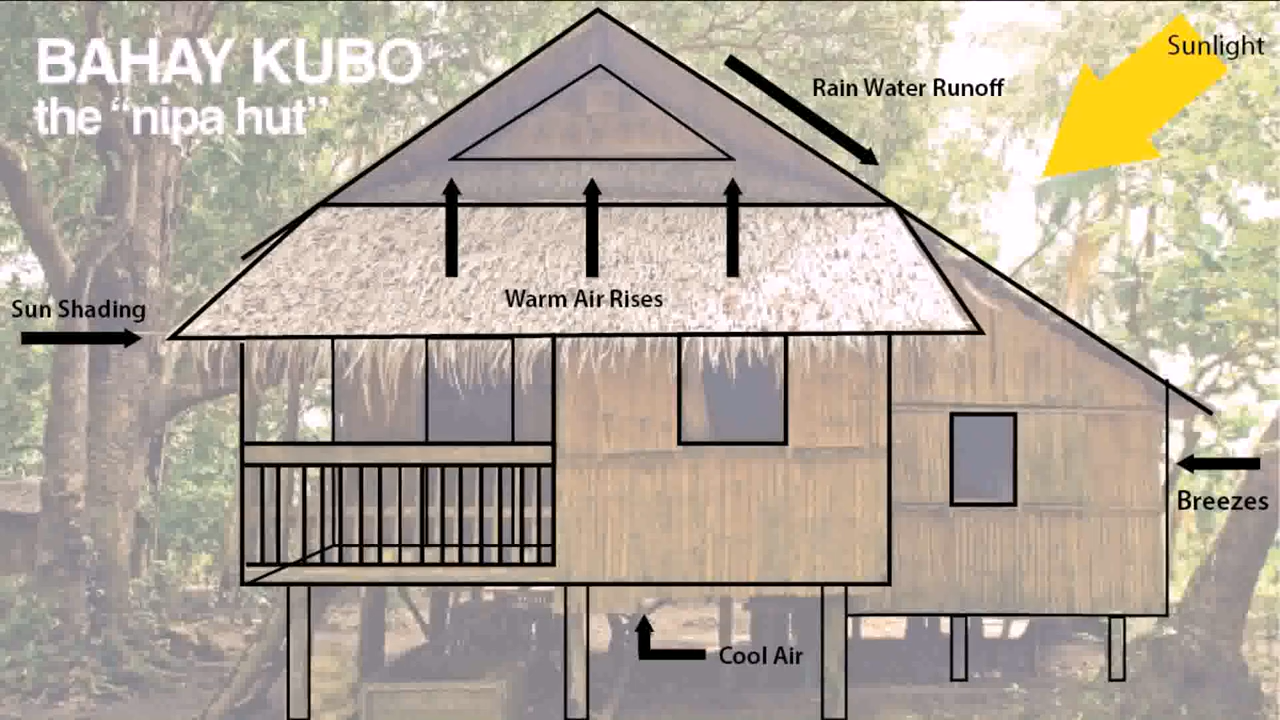 BAHAY KUBO
the “nipa hut”
Sunlight
Rain Water Runoff
Warm Air Rises
Sun Shading
Breezes
Cool Air